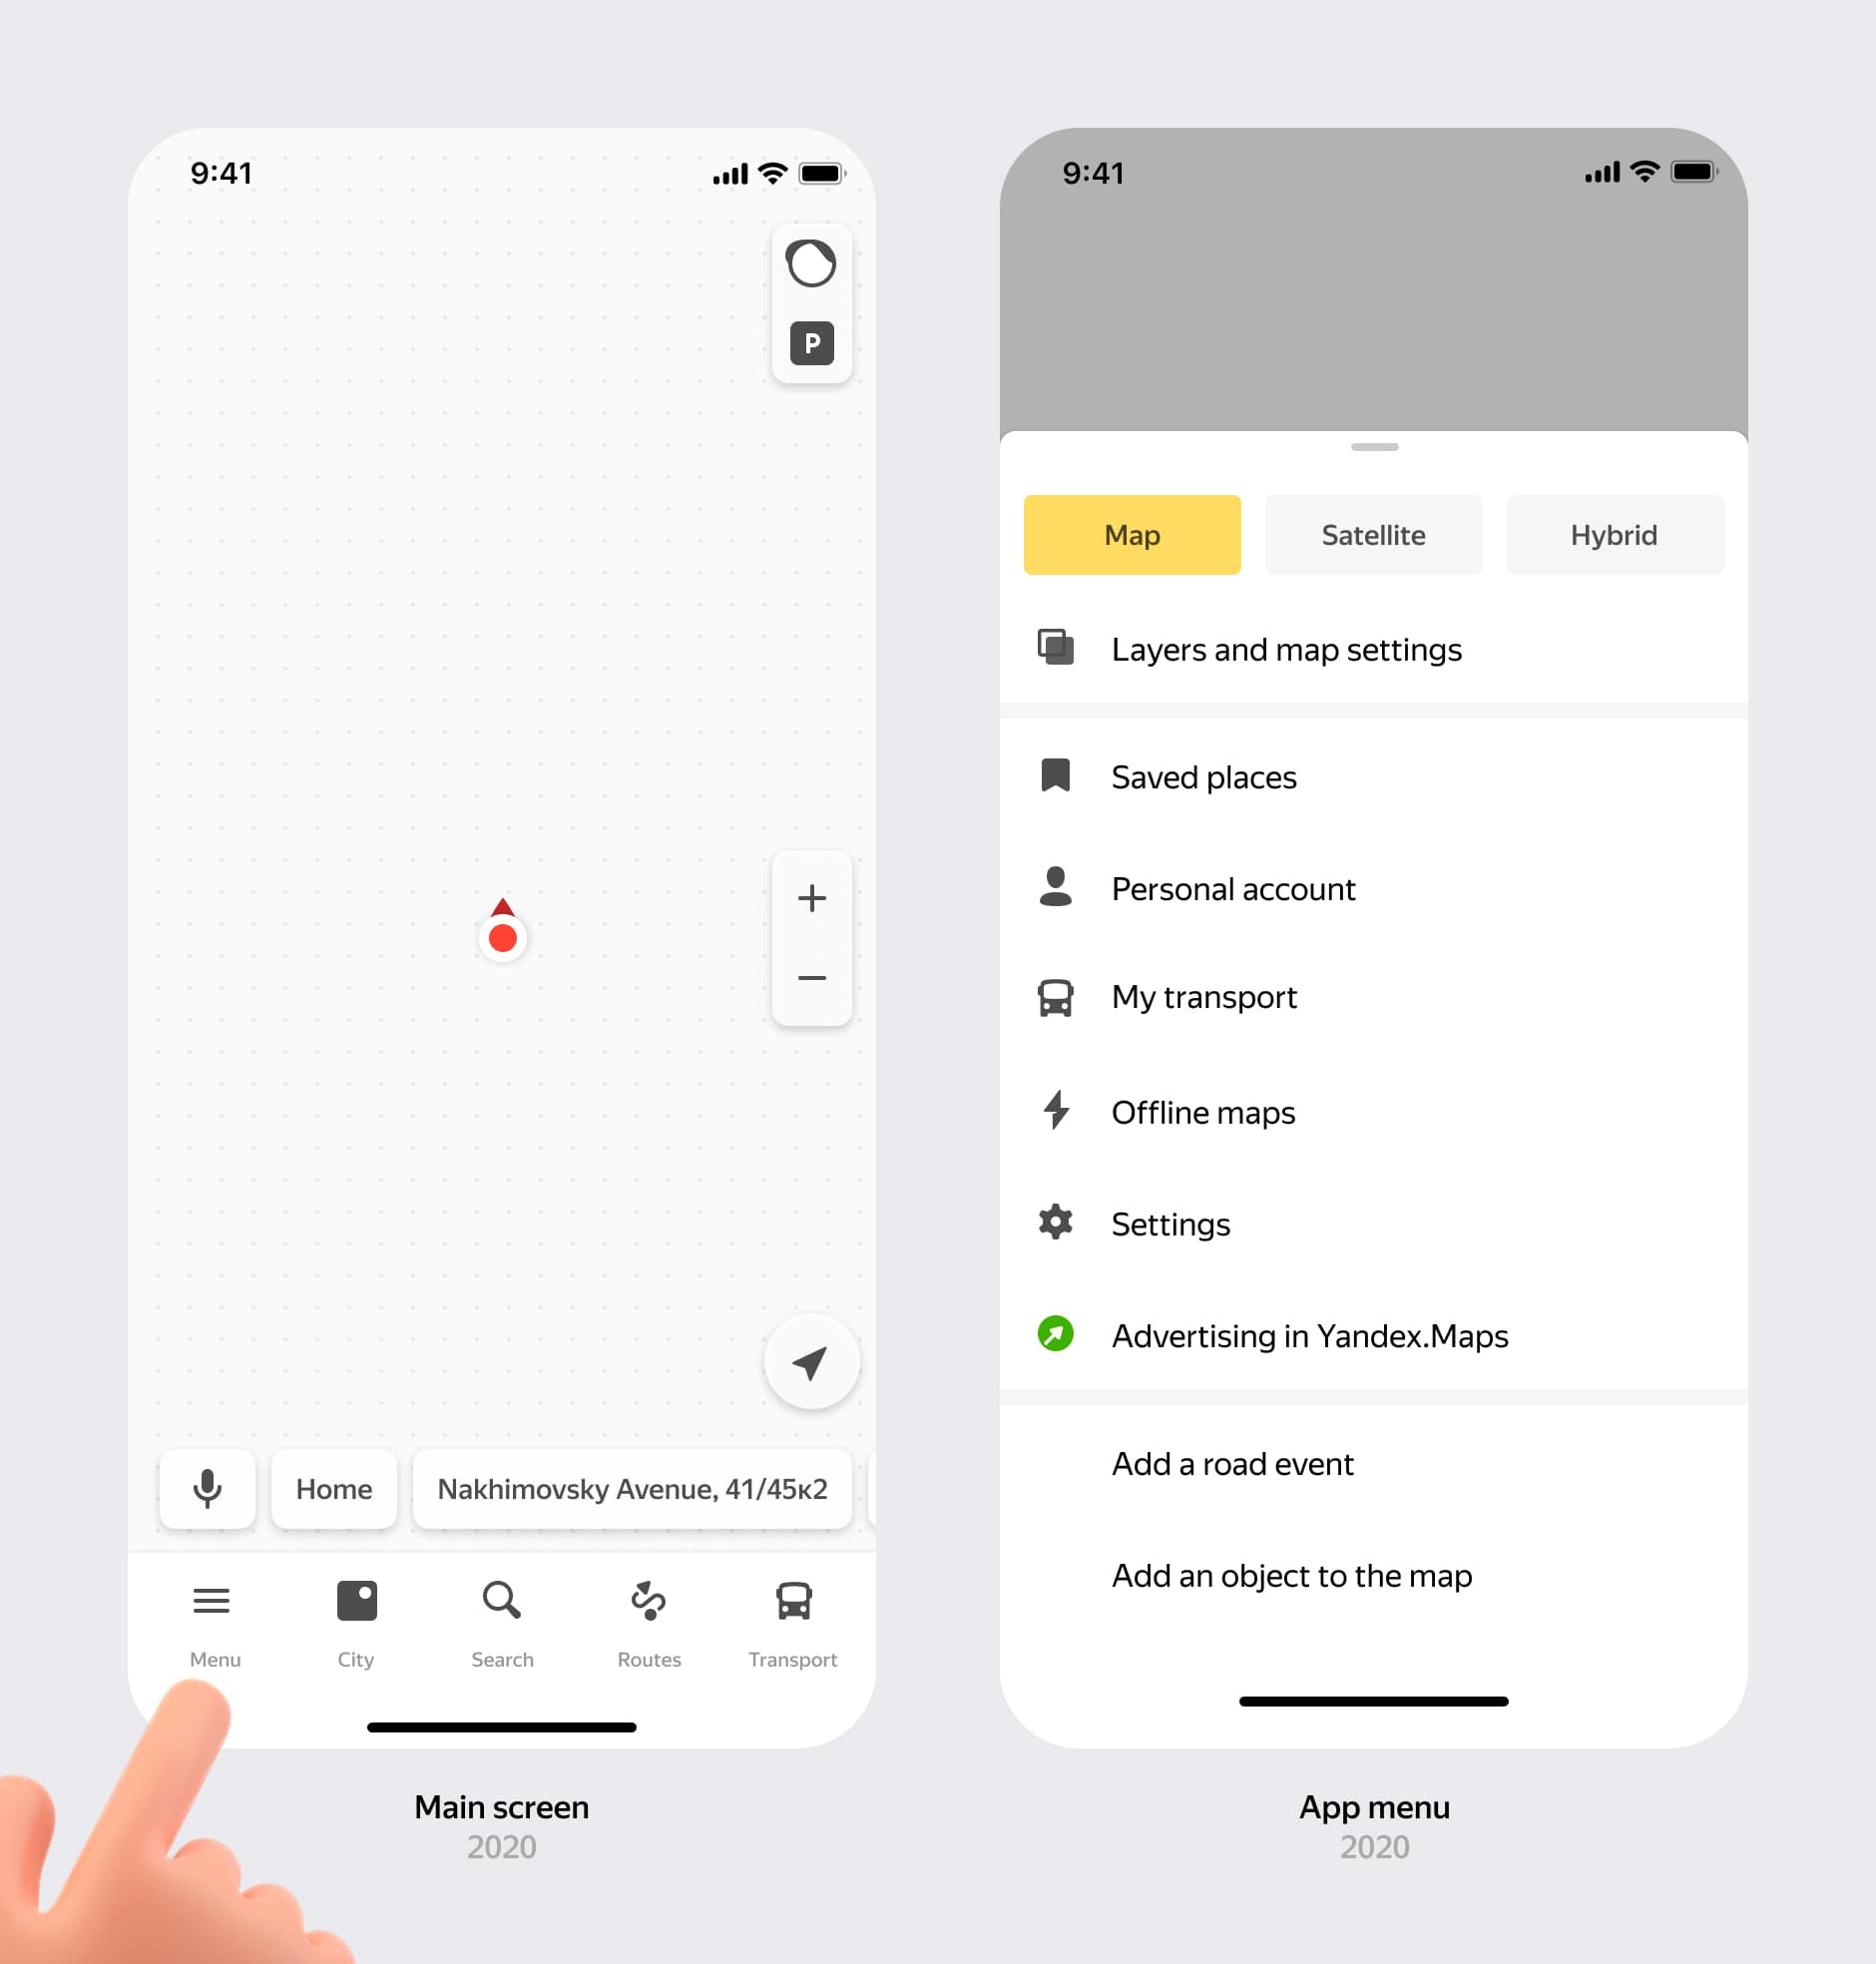 9:41
P
Home
Nakhimovsky Avenue, 41/45к2
Menu
City
Search
Routes
Transport
Main screen
2020
9:41
Map
Satellite
Hybrid
Layers and map settings
Saved places
Personal account
My transport
Offline maps
Settings
Advertising in Yandex.Maps
Add a road event
Add an object to the map
App menu
2020